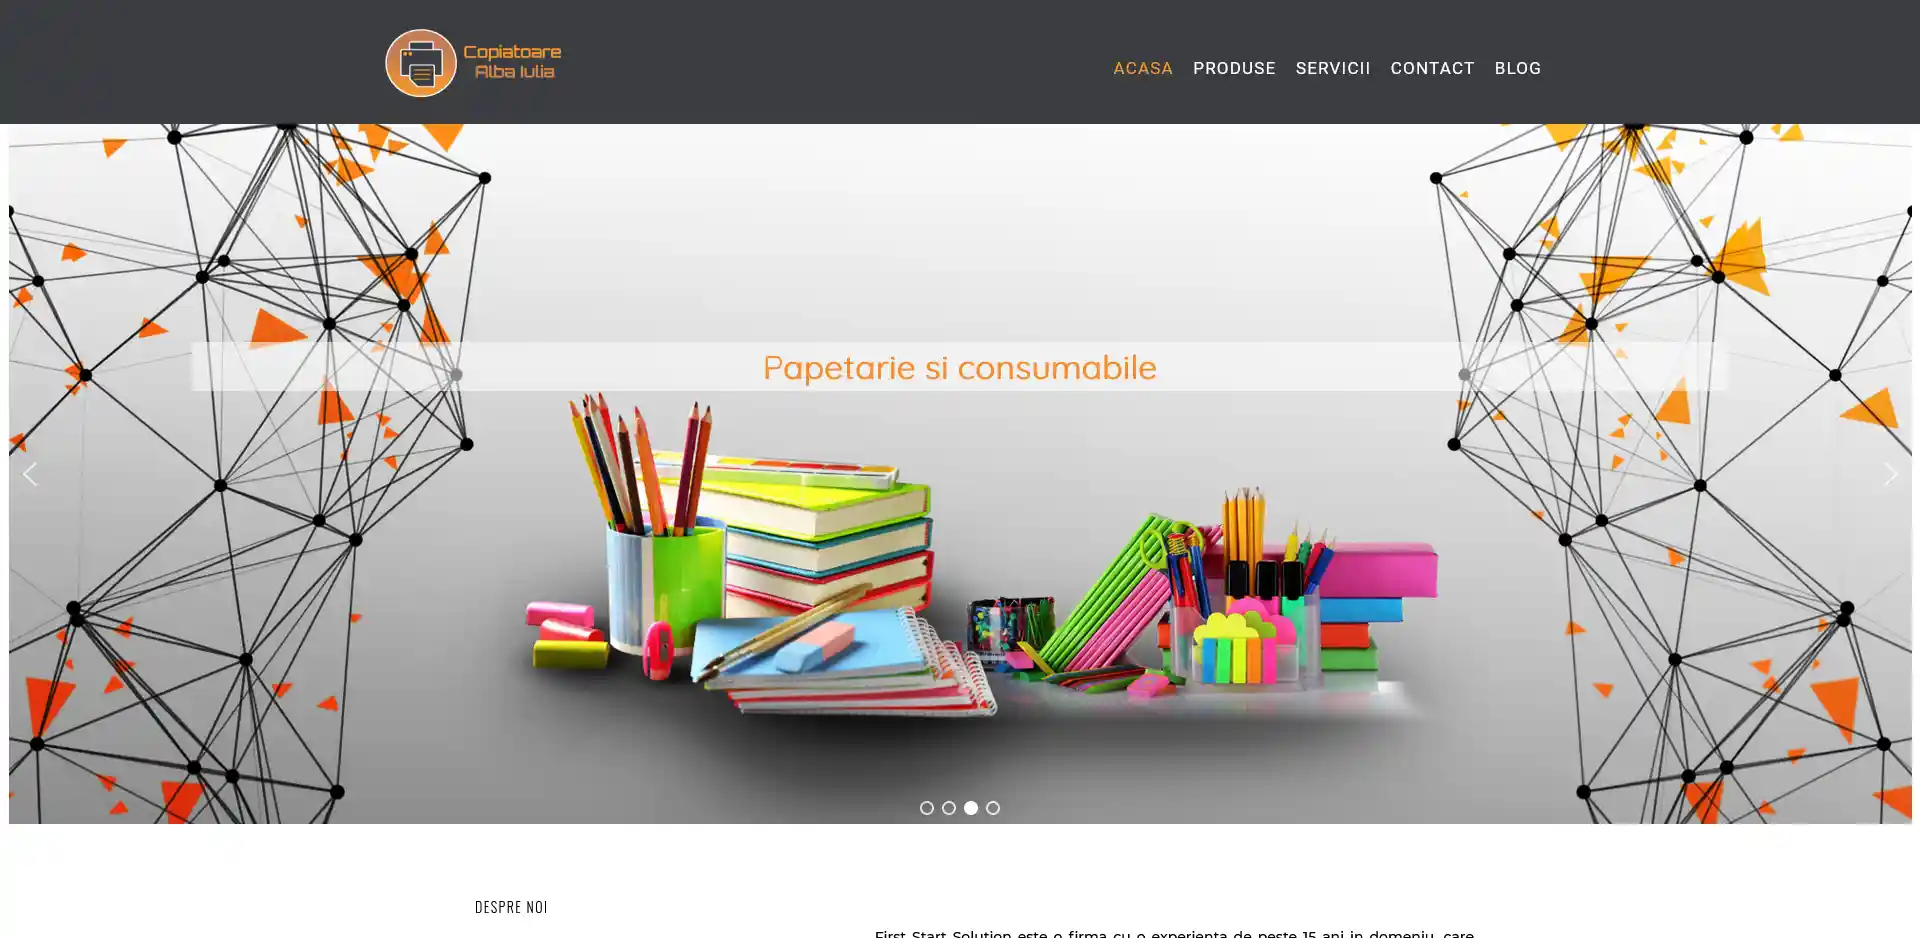 Copiatoare
Alba Iulia
ACASA PRODUSE SERVICII CONTACT BLOG
Papetarie si consumabile
DESPRE NOI
First Start Solution este o firma cu o experienta de peste 15 ani in domeniu, care